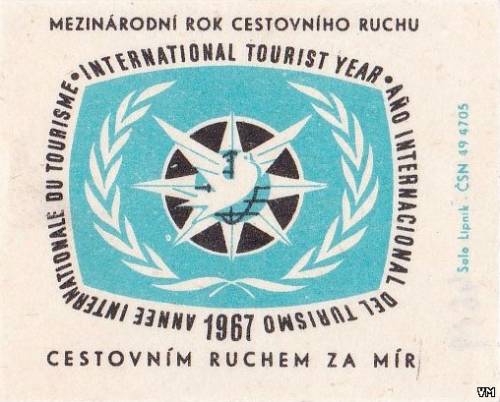 MEZINÁRODNÍ ROK CESTOVNÍHO RUCHU
•INTERNATIONAL TOURIST YEAR•AÑO INTERNACIONAL DEL TURISMO ANNEE INTERNATIONALE DU TOURISME
1967
CESTOVNÍM RUCHEM ZA MÍR
Solo Lipník - ČSN 49 4705
VM